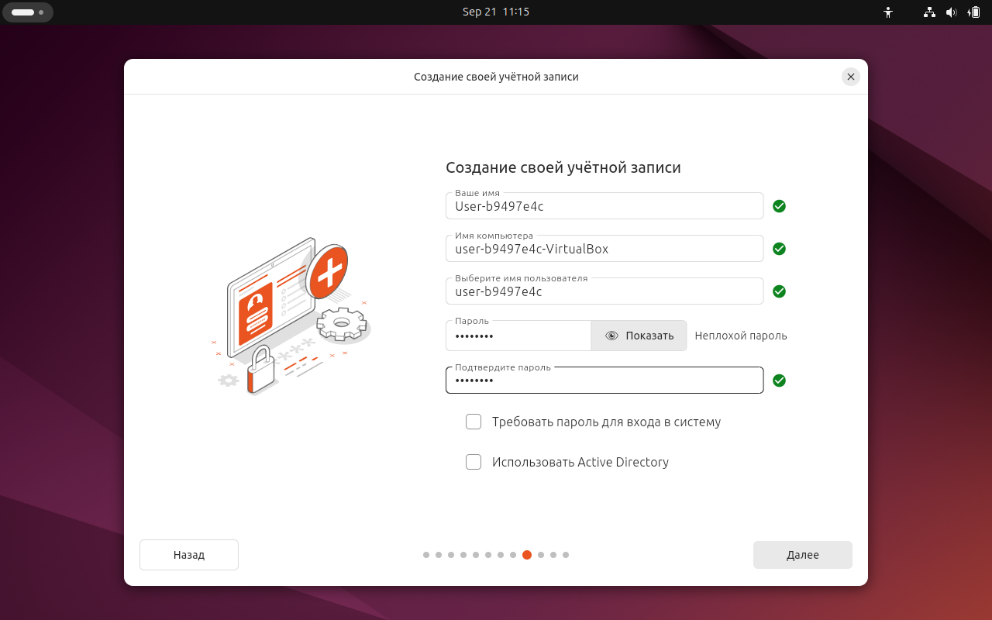 Sep 21 11:15
Создание своей учётной записи
Создание своей учётной записи
Ваше имя
User-b9497e4c
Имя компьютера
user-b9497e4c-VirtualBox
Выберите имя пользователя
user-b9497e4c
Пароль
••••••••
Показать
Неплохой пароль
Подтвердите пароль
••••••••
Требовать пароль для входа в систему
Использовать Active Directory
Назад
Далее